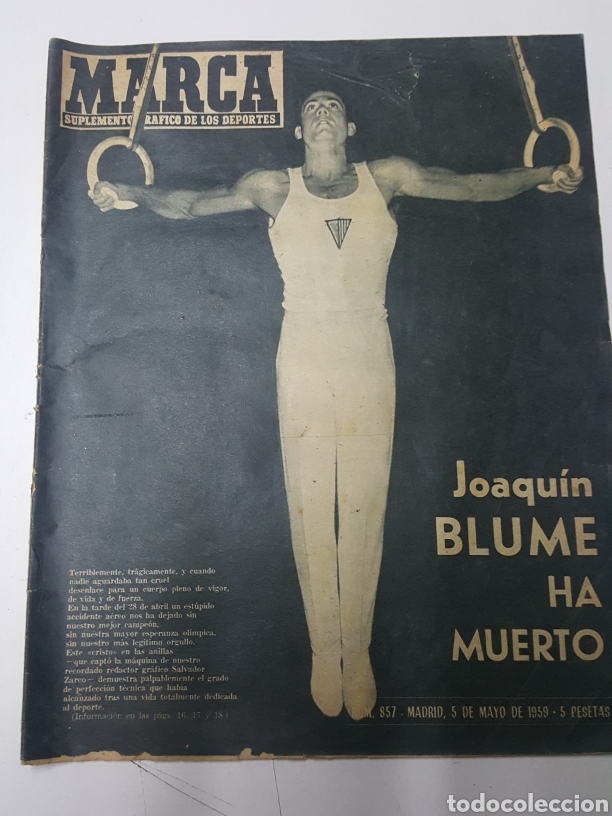 MARCA
SUPLEMENTO GRAFICO DE LOS DEPORTES
Joaquín
BLUME
HA
MUERTO
Terriblemente, trágicamente, y cuando
nadie aguardaba tan cruel
desenlace para un cuerpo pleno de vigor,
de vida y de fuerza.
En la tarde del 28 de abril un estúpido
accidente aéreo nos ha dejado sin
nuestro mejor campeón,
sin nuestra mayor esperanza olímpica.
sin nuestro más legítimo orgullo.
Este «cristo» en las anillas
—que captó la máquina de nuestro
recordado redactor gráfico Salvador
Zarco— demuestra palpablemente el grado
de perfección técnica que había
alcanzado tras una vida totalmente dedicada
al deporte.
(Información en las págs. 16, 17 y 18)
NUM. 857 - MADRID, 5 DE MAYO DE 1959 - 5 PESETAS
todocoleccion